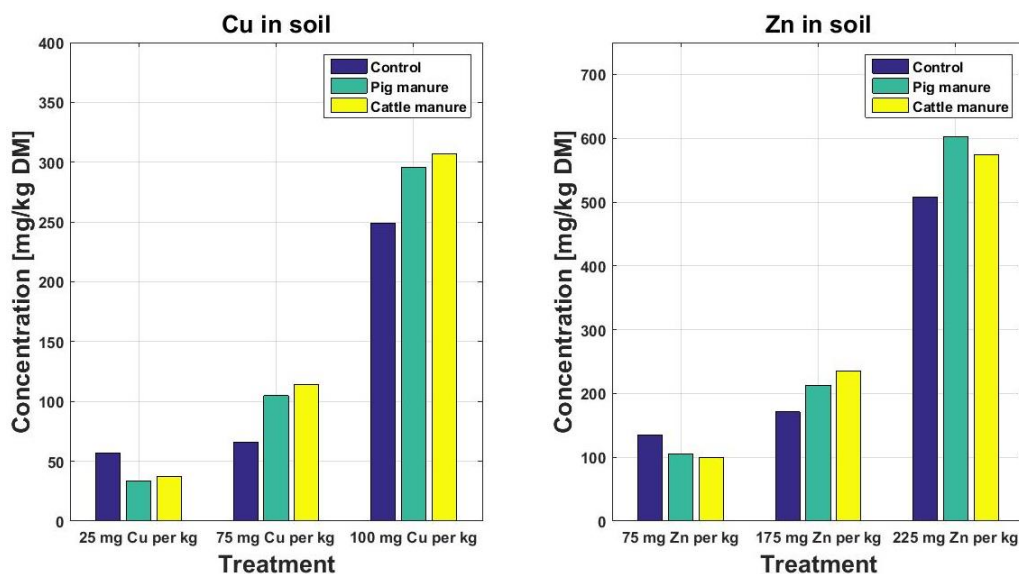 Cu in soil
Concentration [mg/kg DM]
400
350
300
250
200
150
100
50
0
Control
Pig manure
Cattle manure
25 mg Cu per kg
75 mg Cu per kg
100 mg Cu per kg
Treatment
Zn in soil
Concentration [mg/kg DM]
700
600
500
400
300
200
100
0
Control
Pig manure
Cattle manure
75 mg Zn per kg
175 mg Zn per kg
225 mg Zn per kg
Treatment